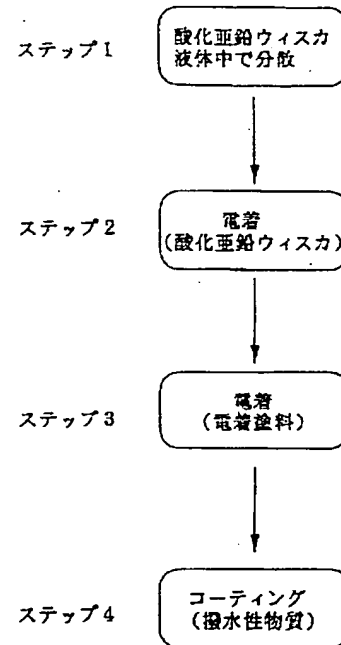 ステップ1
酸化亜鉛ウィスカ
液体中で分散
ステップ2
電着
(酸化亜鉛ウィスカ)
ステップ3
電着
(電着塗料)
ステップ4
コーティング
(撥水性物質)